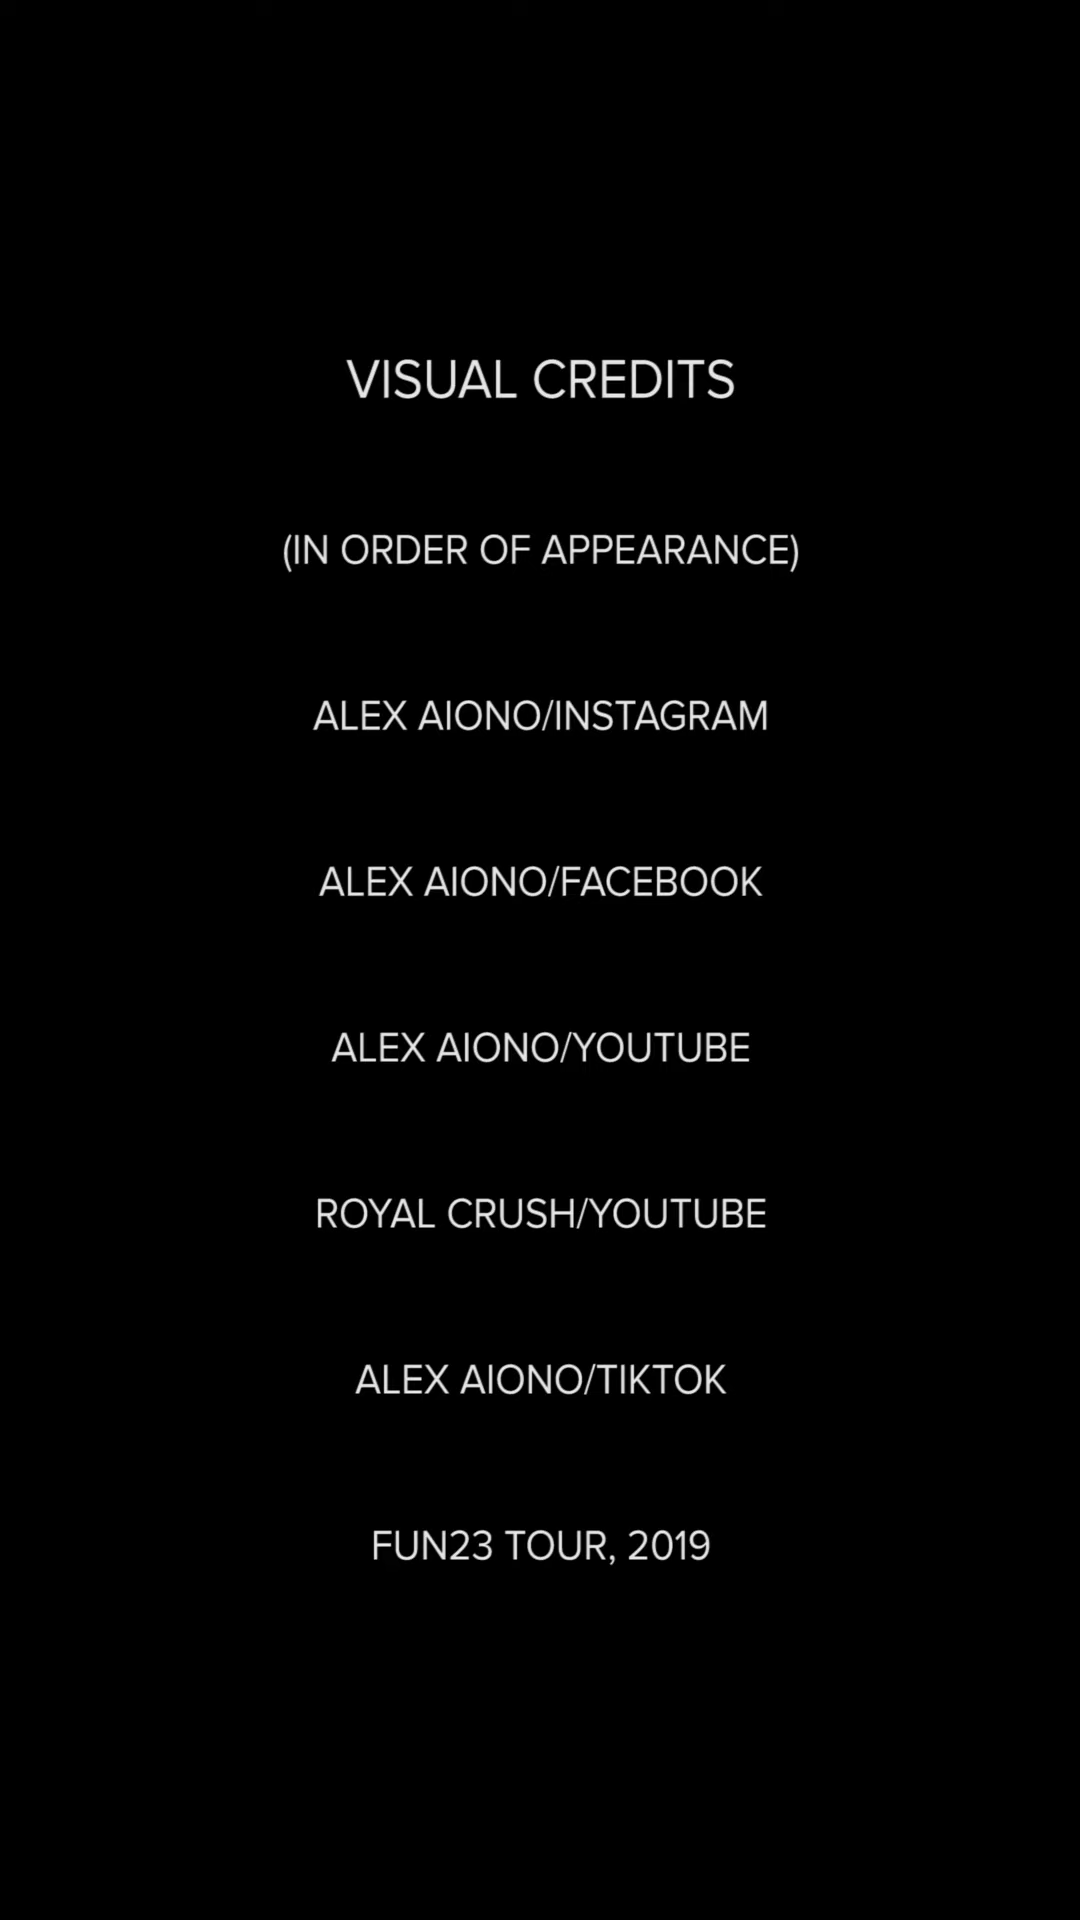 VISUAL CREDITS
(IN ORDER OF APPEARANCE)
ALEX AIONO/INSTAGRAM
ALEX AIONO/FACEBOOK
ALEX AIONO/YOUTUBE
ROYAL CRUSH/YOUTUBE
ALEX AIONO/TIKTOK
FUN23 TOUR, 2019